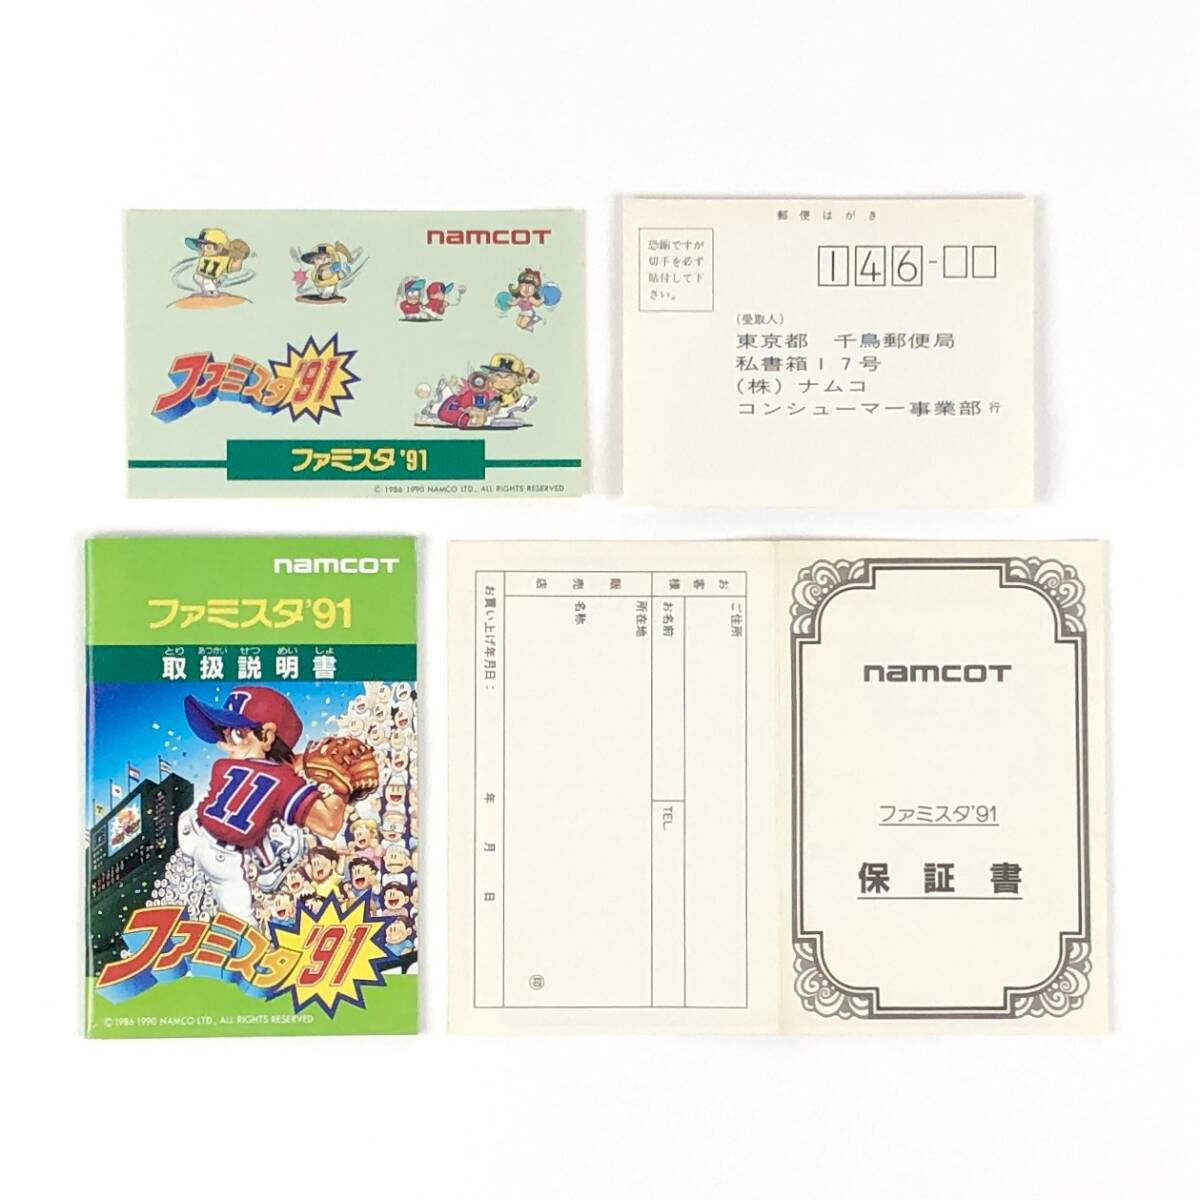 namcot
11
ファミスタ'91
ファミスタ'91
© 1986 1990 NAMCO LTD., ALL RIGHTS RESERVED
郵便はがき
恐縮ですが
切手を必ず
貼付して下
さい。
146-□□
(受取人)
東京都 千鳥郵便局
私書箱17号
(株)ナムコ
コンシューマー事業部 行
namcot
ファミスタ'91
とり あつかい せつ めい しょ
取扱説明書
N
11
ファミスタ'91
©1986 1990 NAMCO LTD., ALL RIGHTS RESERVED
お客様
ご住所
お名前
TEL
販売店
所在地
名称
印
お買い上げ年月日: 年 月 日
namcot
ファミスタ'91
保証書